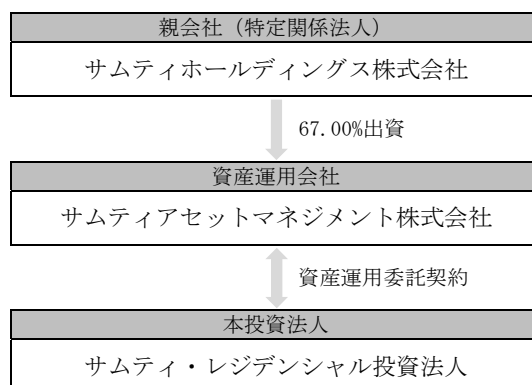 親会社（特定関係法人）
サムティホールディングス株式会社
67.00%出資
資産運用会社
サムティアセットマネジメント株式会社
資産運用委託契約
本投資法人
サムティ・レジデンシャル投資法人